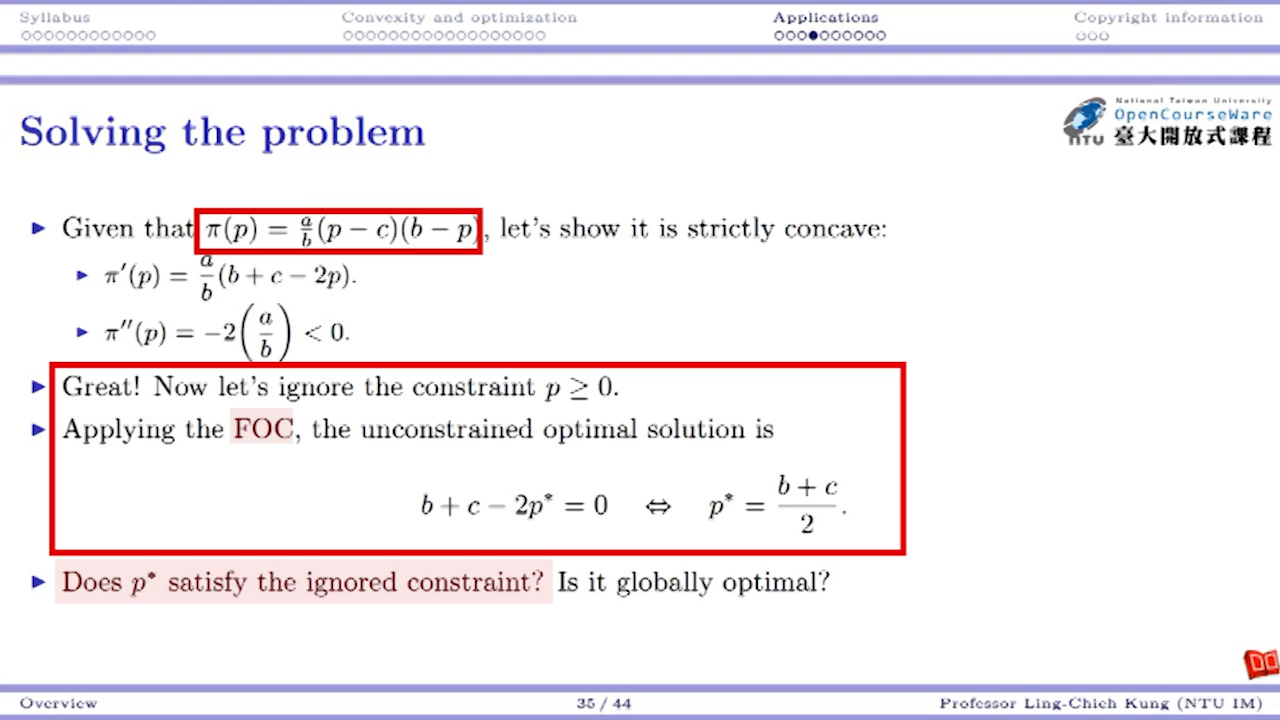 Syllabus
Convexity and optimization
Applications
Copyright information
Solving the problem
National Taiwan University
OpenCourseWare
NTU 臺大開放式課程
Given that π(p) = a/b (p − c)(b − p), let's show it is strictly concave:
π′(p) = a/b (b + c − 2p).
π″(p) = −2(a/b) < 0.
Great! Now let's ignore the constraint p ≥ 0.
Applying the FOC, the unconstrained optimal solution is
b + c − 2p* = 0 ⇔ p* = (b + c)/2.
Does p* satisfy the ignored constraint? Is it globally optimal?
Overview
35 / 44
Professor Ling-Chieh Kung (NTU IM)